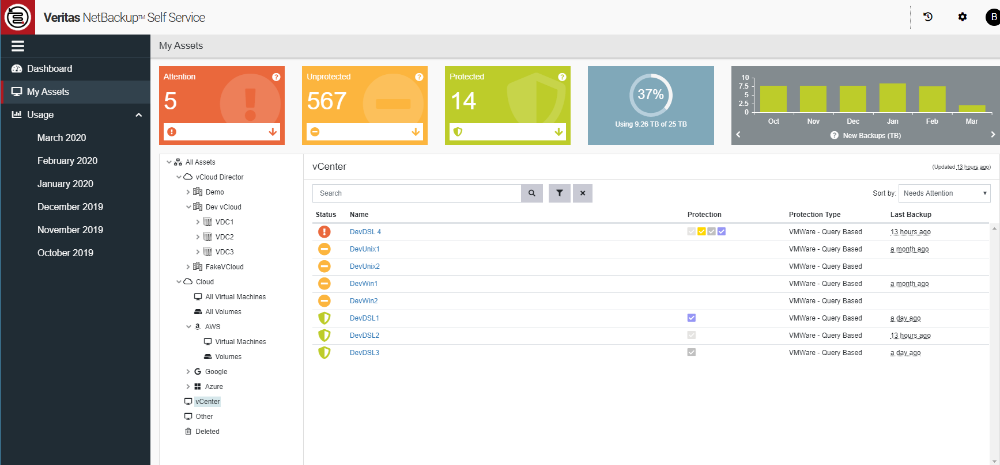 Veritas NetBackup™ Self Service
B
Dashboard
My Assets
Usage
March 2020
February 2020
January 2020
December 2019
November 2019
October 2019
My Assets
Attention
?
5
Unprotected
?
567
Protected
?
14
37%
Using 9.26 TB of 25 TB
10
7.5
5
2.5
0
Oct Nov Dec Jan Feb Mar
? New Backups (TB)
All Assets
vCloud Director
Demo
Dev vCloud
VDC1
VDC2
VDC3
FakeVCloud
Cloud
All Virtual Machines
All Volumes
AWS
Virtual Machines
Volumes
Google
Azure
vCenter
Other
Deleted
vCenter
(Updated 13 hours ago)
Search
Sort by: Needs Attention
Status Name Protection Protection Type Last Backup
DevDSL 4 VMWare - Query Based 13 hours ago
DevUnix1 VMWare - Query Based a month ago
DevUnix2 VMWare - Query Based
DevWin1 VMWare - Query Based a month ago
DevWin2 VMWare - Query Based
DevDSL1 VMWare - Query Based a day ago
DevDSL2 VMWare - Query Based 13 hours ago
DevDSL3 VMWare - Query Based a day ago